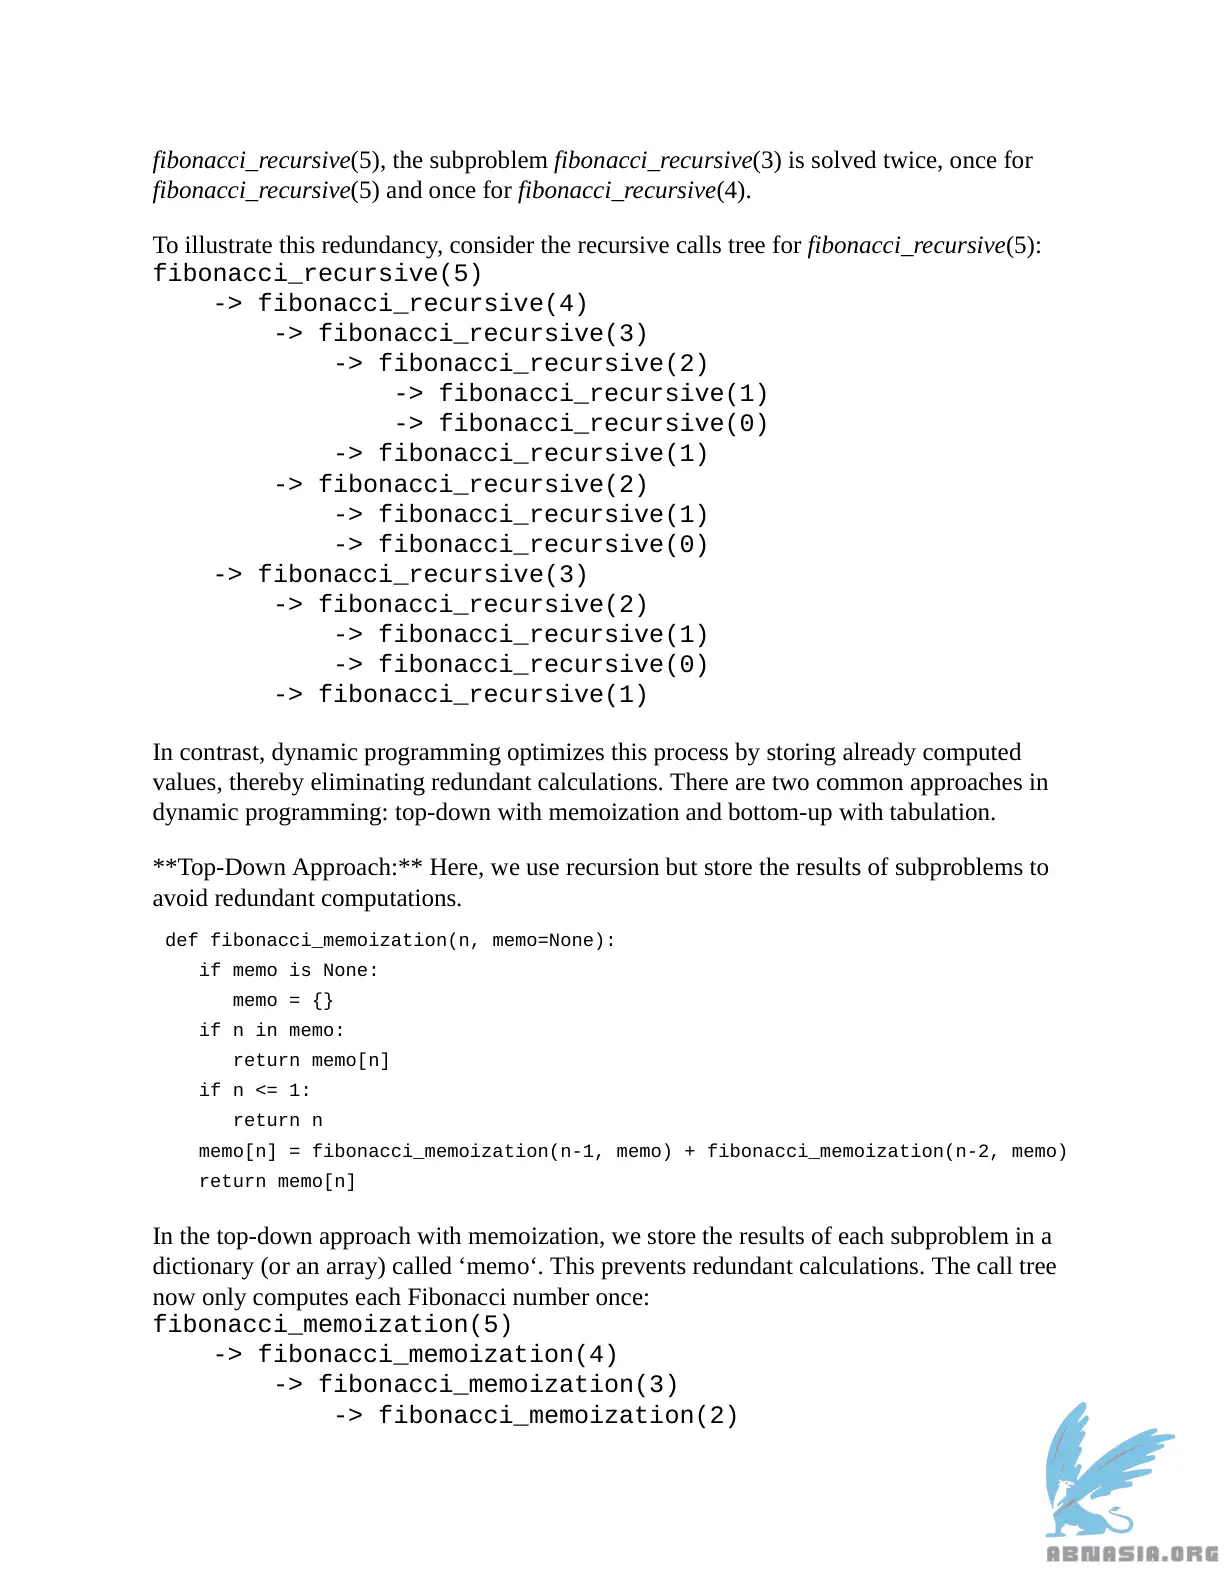 fibonacci_recursive(5), the subproblem fibonacci_recursive(3) is solved twice, once for
fibonacci_recursive(5) and once for fibonacci_recursive(4).
To illustrate this redundancy, consider the recursive calls tree for fibonacci_recursive(5):
fibonacci_recursive(5)
    -> fibonacci_recursive(4)
        -> fibonacci_recursive(3)
            -> fibonacci_recursive(2)
                -> fibonacci_recursive(1)
                -> fibonacci_recursive(0)
            -> fibonacci_recursive(1)
        -> fibonacci_recursive(2)
            -> fibonacci_recursive(1)
            -> fibonacci_recursive(0)
    -> fibonacci_recursive(3)
        -> fibonacci_recursive(2)
            -> fibonacci_recursive(1)
            -> fibonacci_recursive(0)
        -> fibonacci_recursive(1)
In contrast, dynamic programming optimizes this process by storing already computed
values, thereby eliminating redundant calculations. There are two common approaches in
dynamic programming: top-down with memoization and bottom-up with tabulation.
**Top-Down Approach:** Here, we use recursion but store the results of subproblems to
avoid redundant computations.
def fibonacci_memoization(n, memo=None):
   if memo is None:
      memo = {}
   if n in memo:
      return memo[n]
   if n <= 1:
      return n
   memo[n] = fibonacci_memoization(n-1, memo) + fibonacci_memoization(n-2, memo)
   return memo[n]
In the top-down approach with memoization, we store the results of each subproblem in a
dictionary (or an array) called ‘memo‘. This prevents redundant calculations. The call tree
now only computes each Fibonacci number once:
fibonacci_memoization(5)
    -> fibonacci_memoization(4)
        -> fibonacci_memoization(3)
            -> fibonacci_memoization(2)
ABNASIA.ORG